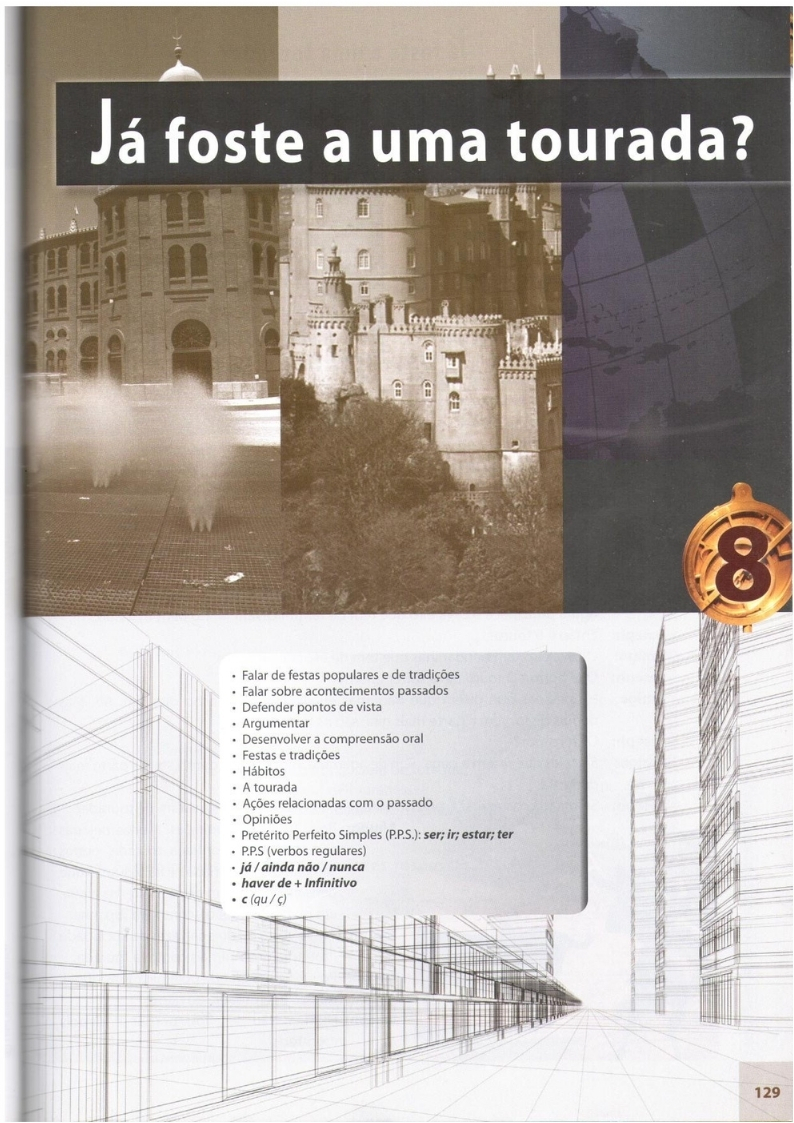 Já foste a uma tourada?
8
• Falar de festas populares e de tradições
• Falar sobre acontecimentos passados
• Defender pontos de vista
• Argumentar
• Desenvolver a compreensão oral
• Festas e tradições
• Hábitos
• A tourada
• Ações relacionadas com o passado
• Opiniões
• Pretérito Perfeito Simples (P.P.S.): ser; ir; estar; ter
• P.P.S (verbos regulares)
• já / ainda não / nunca
• haver de + Infinitivo
• c (qu / ç)
129